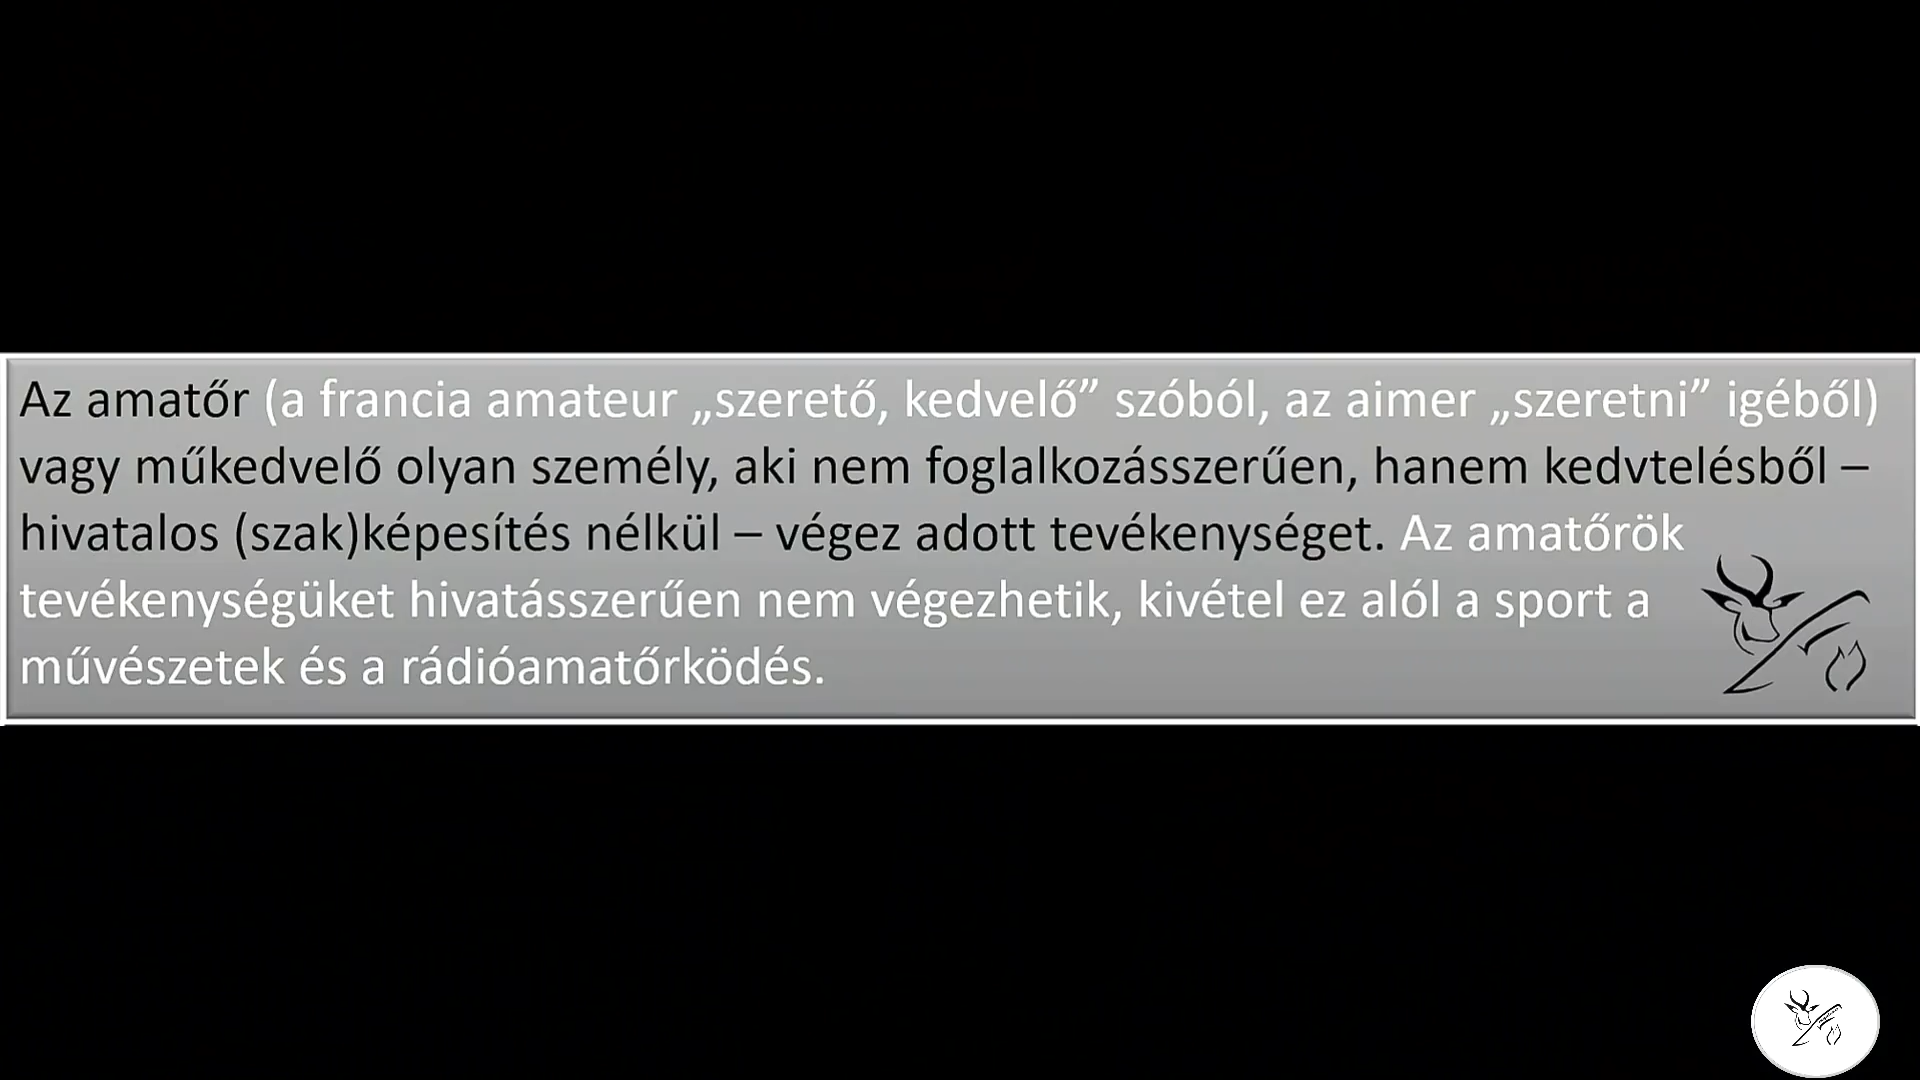 Az amatőr (a francia amateur „szerető, kedvelő” szóból, az aimer „szeretni” igéből)
vagy műkedvelő olyan személy, aki nem foglalkozásszerűen, hanem kedvtelésből –
hivatalos (szak)képesítés nélkül – végez adott tevékenységet. Az amatőrök
tevékenységüket hivatásszerűen nem végezhetik, kivétel ez alól a sport a
művészetek és a rádióamatőrködés.